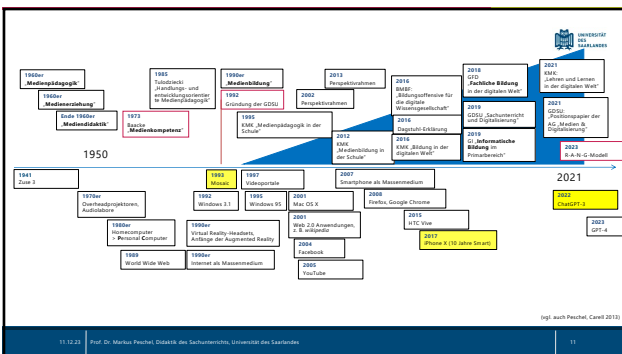 UNIVERSITÄT
DES
SAARLANDES
1960er
„Medienpädagogik“
1960er
„Medienerziehung“
Ende 1960er
„Mediendidaktik“
1973
Baacke
„Medienkompetenz“
1985
Tulodziecki
„Handlungs- und
entwicklungsorientier
te Medienpädagogik“
1990er
„Medienbildung“
1992
Gründung der GDSU
1995
KMK „Medienpädagogik in der
Schule“
2002
Perspektivrahmen
2013
Perspektivrahmen
2012
KMK
„Medienbildung in
der Schule“
2016
BMBF:
„Bildungsoffensive für
die digitale
Wissensgesellschaft“
2016
Dagstuhl-Erklärung
2016
KMK „Bildung in der
digitalen Welt“
2018
GFD
„Fachliche Bildung
in der digitalen Welt“
2019
GDSU „Sachunterricht
und Digitalisierung“
2019
GI „Informatische
Bildung im
Primarbereich“
2021
KMK:
„Lehren und Lernen
in der digitalen Welt“
2021
GDSU:
„Positionspapier der
AG „Medien &
Digitalisierung“
2023
R-A-N-G-Modell
1950
2021
1941
Zuse 3
1970er
Overheadprojektoren,
Audiolabore
1980er
Homecomputer
> Personal Computer
1989
World Wide Web
1993
Mosaic
1992
Windows 3.1
1990er
Virtual Reality-Headsets,
Anfänge der Augmented Reality
1990er
Internet als Massenmedium
1997
Videoportale
1995
Windows 95
2001
Mac OS X
2001
Web 2.0 Anwendungen,
z. B. wikipedia
2004
Facebook
2005
YouTube
2007
Smartphone als Massenmedium
2008
Firefox, Google Chrome
2015
HTC Vive
2017
iPhone X (10 Jahre Smart)
2022
ChatGPT-3
2023
GPT-4
(vgl. auch Peschel, Carell 2013)
11.12.23 Prof. Dr. Markus Peschel, Didaktik des Sachunterrichts, Universität des Saarlandes 11